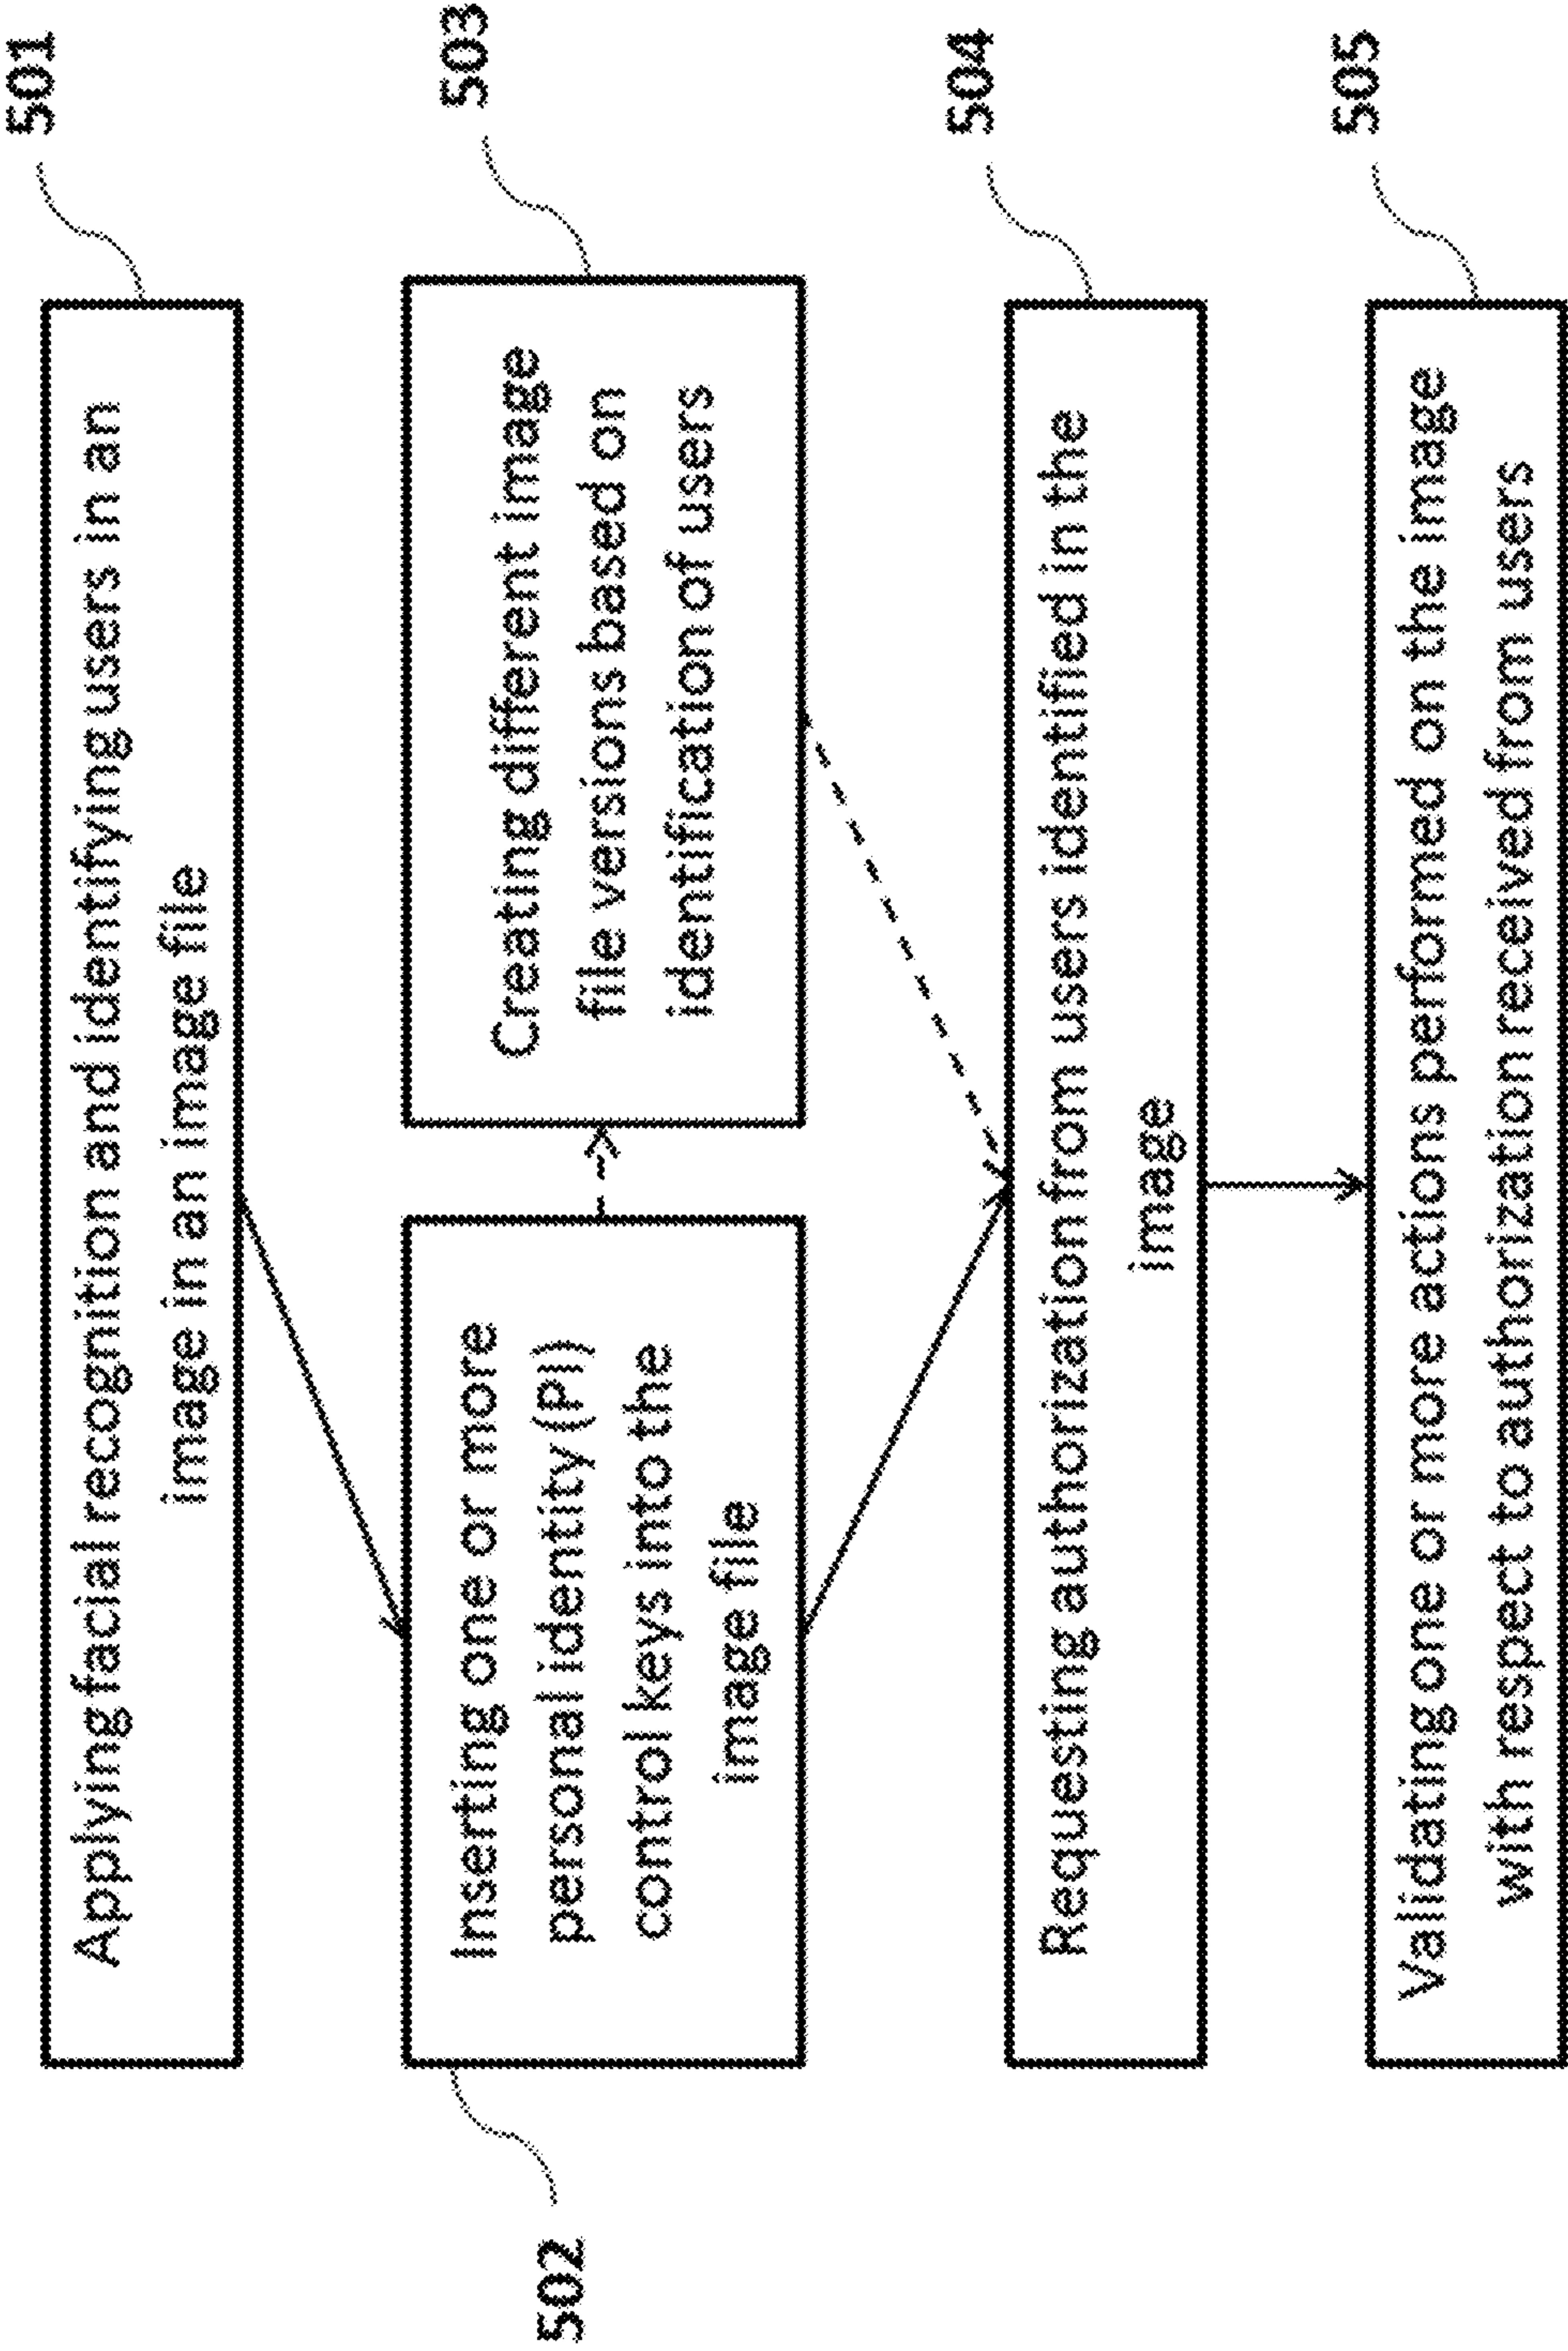 501
Applying facial recognition and identifying users in an
image in an image file
502
Inserting one or more
personal identity (PI)
control keys into the
image file
503
Creating different image
file versions based on
identification of users
504
Requesting authorization from users identified in the
image
505
Validating one or more actions performed on the image
with respect to authorization received from users